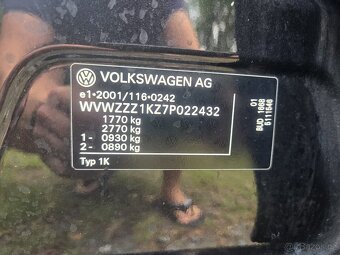 VOLKSWAGEN AG
e1*2001/116*0242
WVWZZZ1KZ7P022432
1770 kg
2770 kg
1- 0930 kg
2- 0890 kg
Typ 1K
01
BUD 166B
5111546